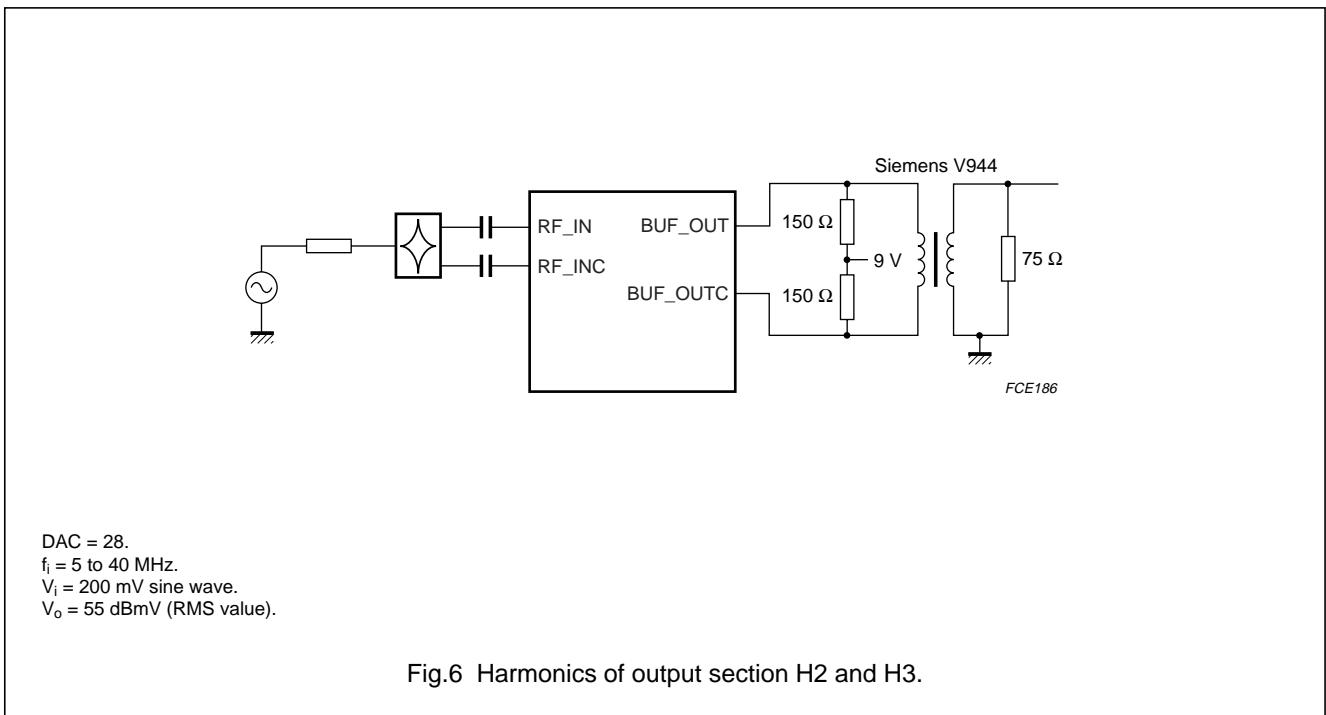 Siemens V944
RF_IN
BUF_OUT
150 Ω
9 V
75 Ω
RF_INC
BUF_OUTC
150 Ω
FCE186
DAC = 28.
fi = 5 to 40 MHz.
Vi = 200 mV sine wave.
Vo = 55 dBmV (RMS value).
Fig.6 Harmonics of output section H2 and H3.